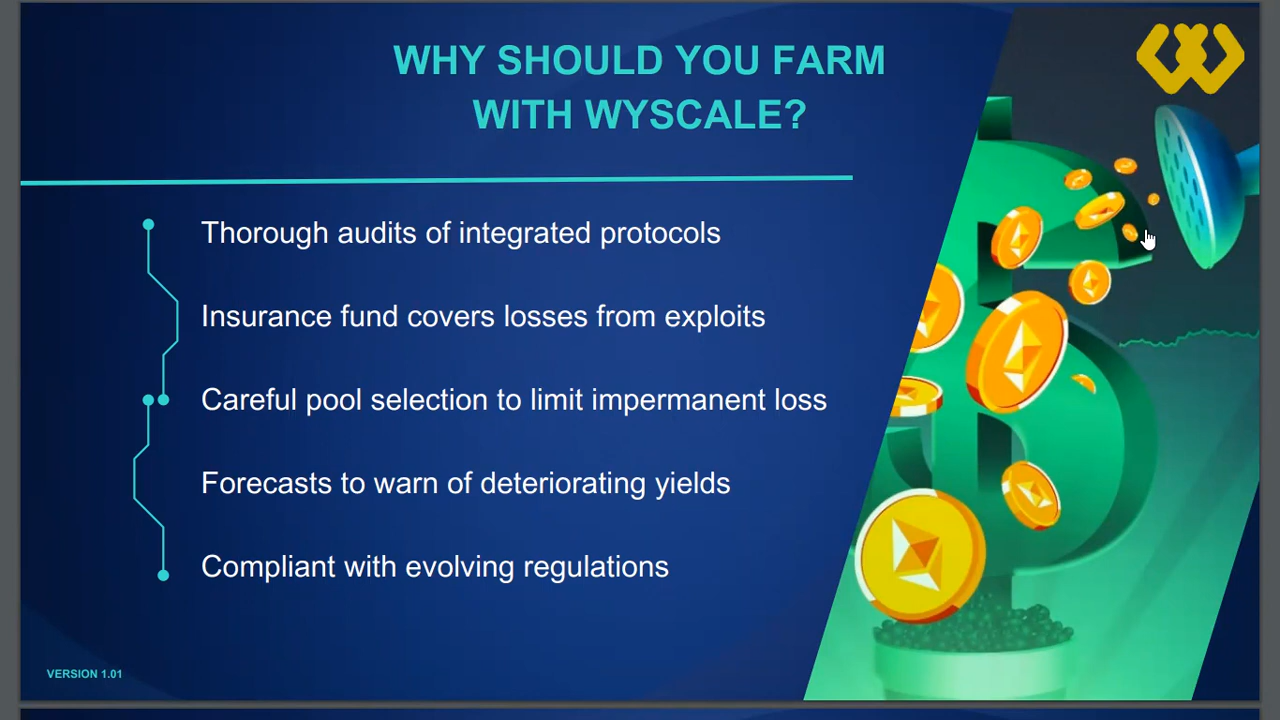 WHY SHOULD YOU FARM
WITH WYSCALE?
Thorough audits of integrated protocols
Insurance fund covers losses from exploits
Careful pool selection to limit impermanent loss
Forecasts to warn of deteriorating yields
Compliant with evolving regulations
VERSION 1.01